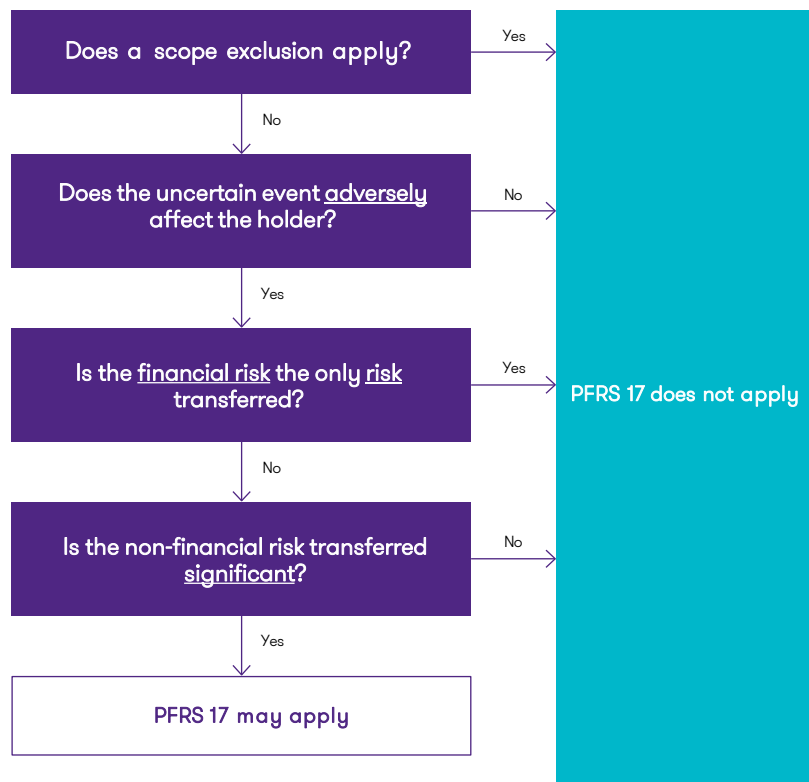 Does a scope exclusion apply?
Yes
No
Does the uncertain event adversely
affect the holder?
No
Yes
Is the financial risk the only risk
transferred?
Yes
PFRS 17 does not apply
No
Is the non-financial risk transferred
significant?
No
Yes
PFRS 17 may apply